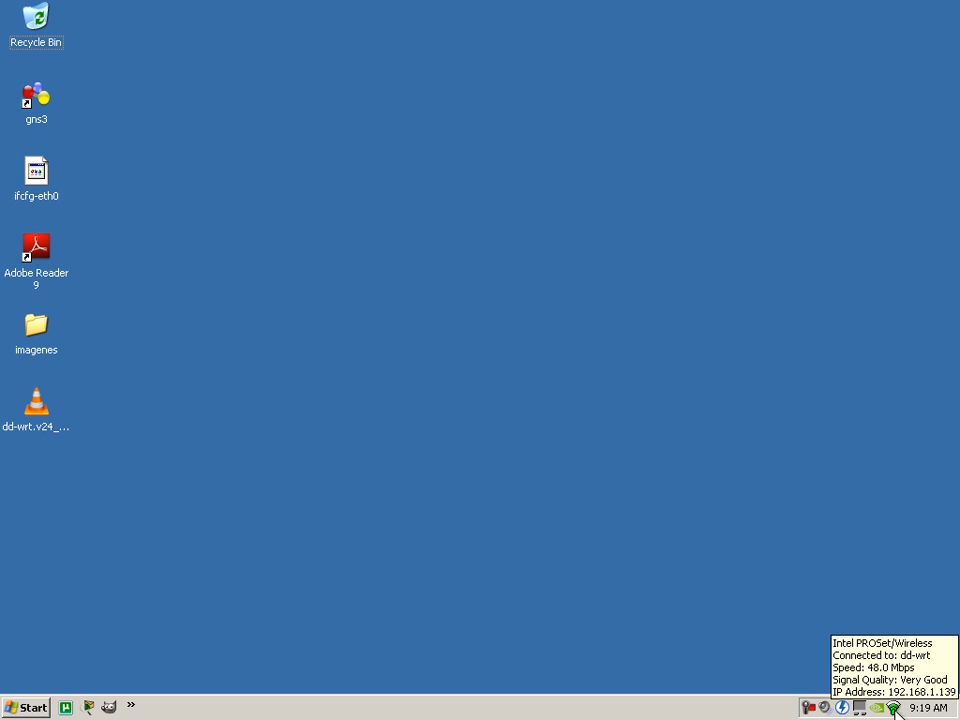 Recycle Bin
gns3
ifcfg-eth0
Adobe Reader
9
imagenes
dd-wrt.v24_...
Intel PROSet/Wireless
Connected to: dd-wrt
Speed: 48.0 Mbps
Signal Quality: Very Good
IP Address: 192.168.1.139
Start
»
9:19 AM